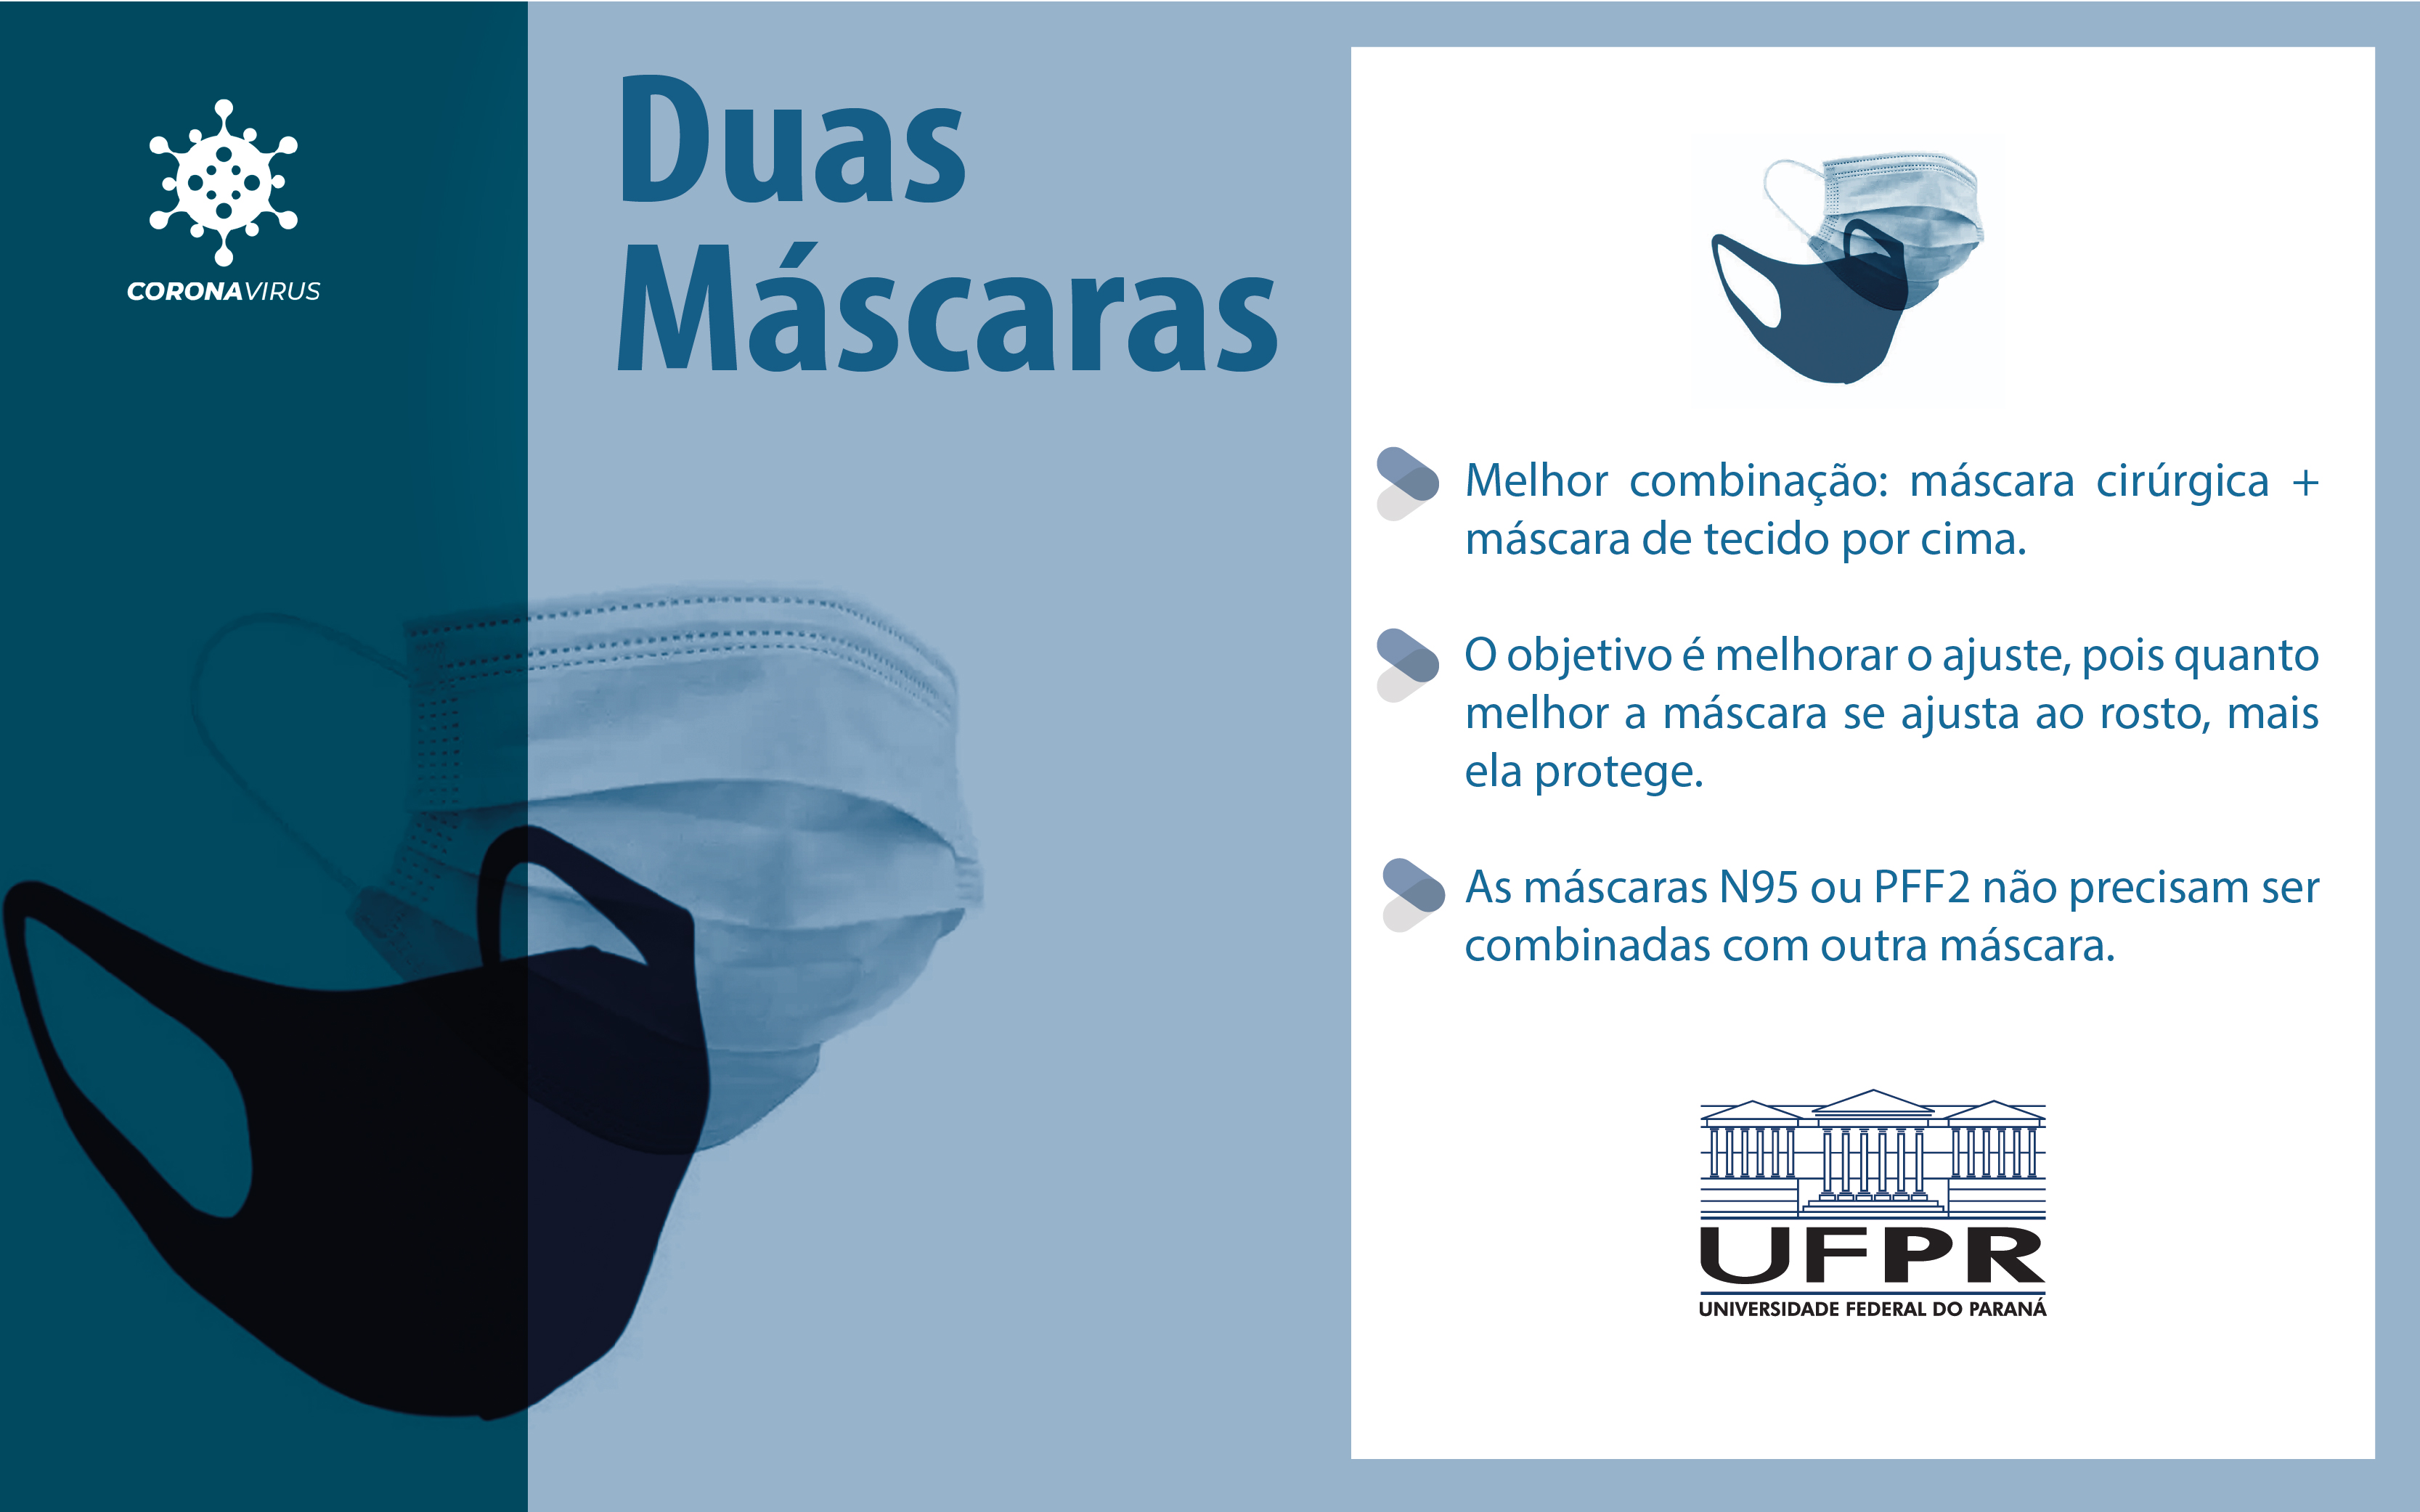 CORONAVIRUS
Duas
Máscaras
Melhor combinação: máscara cirúrgica +
máscara de tecido por cima.
O objetivo é melhorar o ajuste, pois quanto
melhor a máscara se ajusta ao rosto, mais
ela protege.
As máscaras N95 ou PFF2 não precisam ser
combinadas com outra máscara.
UFPR
UNIVERSIDADE FEDERAL DO PARANÁ